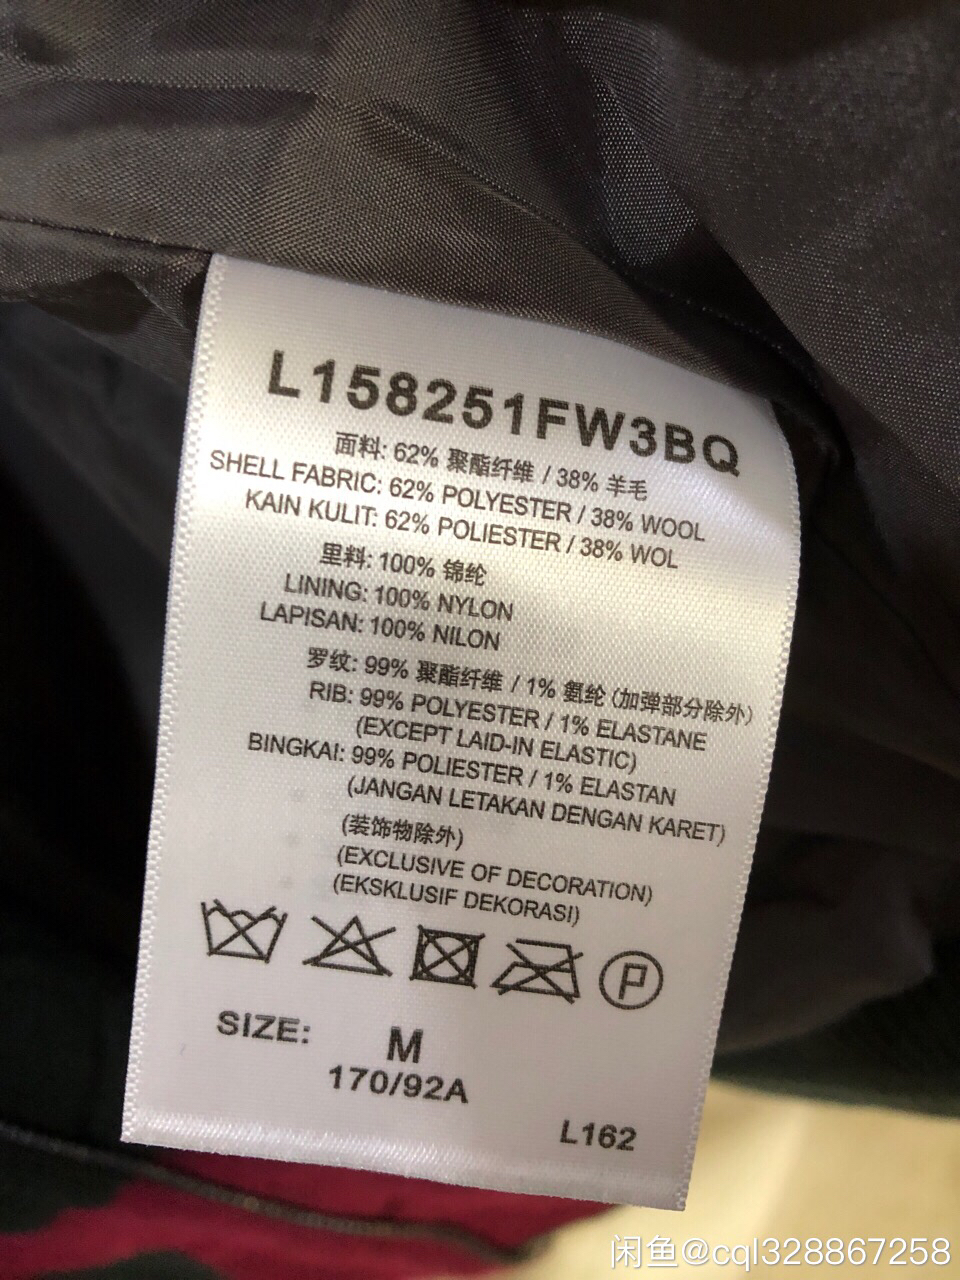 L158251FW3BQ
面料: 62% 聚酯纤维 / 38% 羊毛
SHELL FABRIC: 62% POLYESTER / 38% WOOL
KAIN KULIT: 62% POLIESTER / 38% WOL
里料: 100% 锦纶
LINING: 100% NYLON
LAPISAN: 100% NILON
罗纹: 99% 聚酯纤维 / 1% 氨纶 (加弹部分除外)
RIB: 99% POLYESTER / 1% ELASTANE
(EXCEPT LAID-IN ELASTIC)
BINGKAI: 99% POLIESTER / 1% ELASTAN
(JANGAN LETAKAN DENGAN KARET)
(装饰物除外)
(EXCLUSIVE OF DECORATION)
(EKSKLUSIF DEKORASI)
P
SIZE: M
170/92A
L162
闲鱼@cql328867258